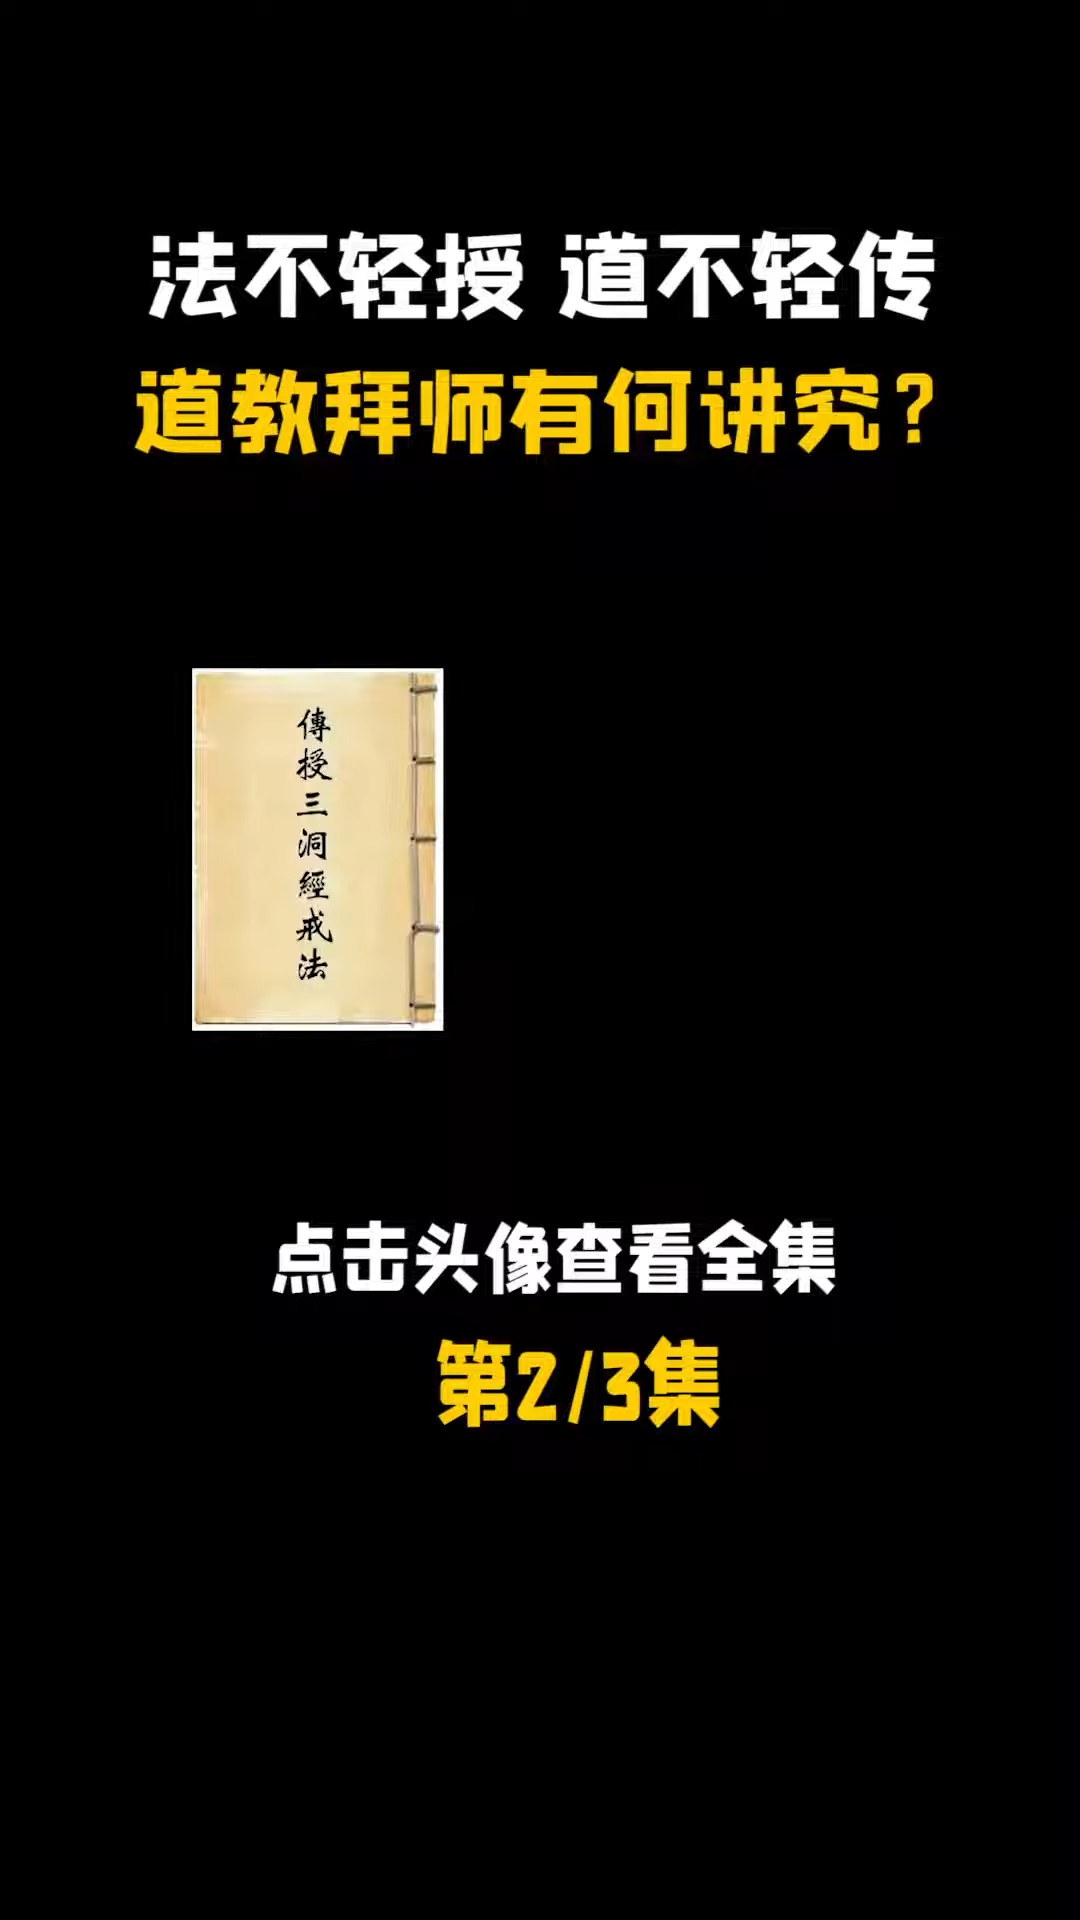 法不轻授 道不轻传
道教拜师有何讲究？
傳授三洞經戒法
点击头像查看全集
第2/3集